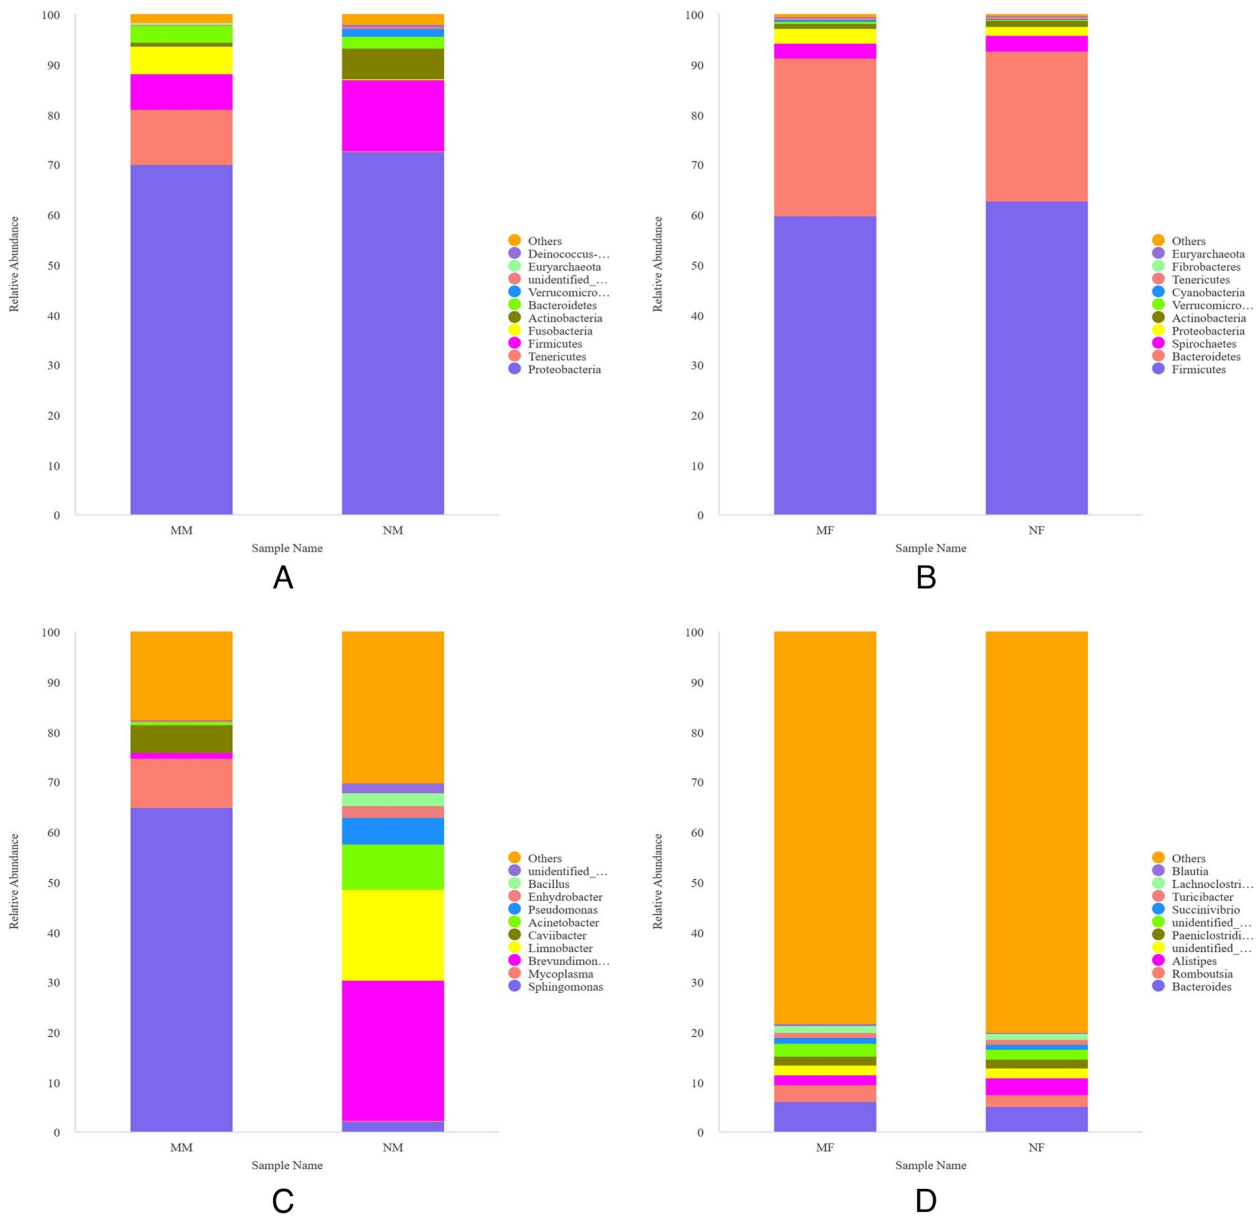 100
90
80
70
60
50
40
30
20
10
0
Relative Abundance
MM
NM
Sample Name
Others
Deinococcus-...
Euryarchaeota
unidentified_...
Verrucomicro...
Bacteroidetes
Actinobacteria
Fusobacteria
Firmicutes
Tenericutes
Proteobacteria
A
100
90
80
70
60
50
40
30
20
10
0
Relative Abundance
MF
NF
Sample Name
Others
Euryarchaeota
Fibrobacteres
Tenericutes
Cyanobacteria
Verrucomicro...
Actinobacteria
Proteobacteria
Spirochaetes
Bacteroidetes
Firmicutes
B
100
90
80
70
60
50
40
30
20
10
0
Relative Abundance
MM
NM
Sample Name
Others
unidentified_...
Bacillus
Enhydrobacter
Pseudomonas
Acinetobacter
Caviibacter
Limnobacter
Brevundimon...
Mycoplasma
Sphingomonas
C
100
90
80
70
60
50
40
30
20
10
0
Relative Abundance
MF
NF
Sample Name
Others
Blautia
Lachnoclostri...
Turicibacter
Succinivibrio
unidentified_...
Paeniclostridi...
unidentified_...
Alistipes
Romboutsia
Bacteroides
D